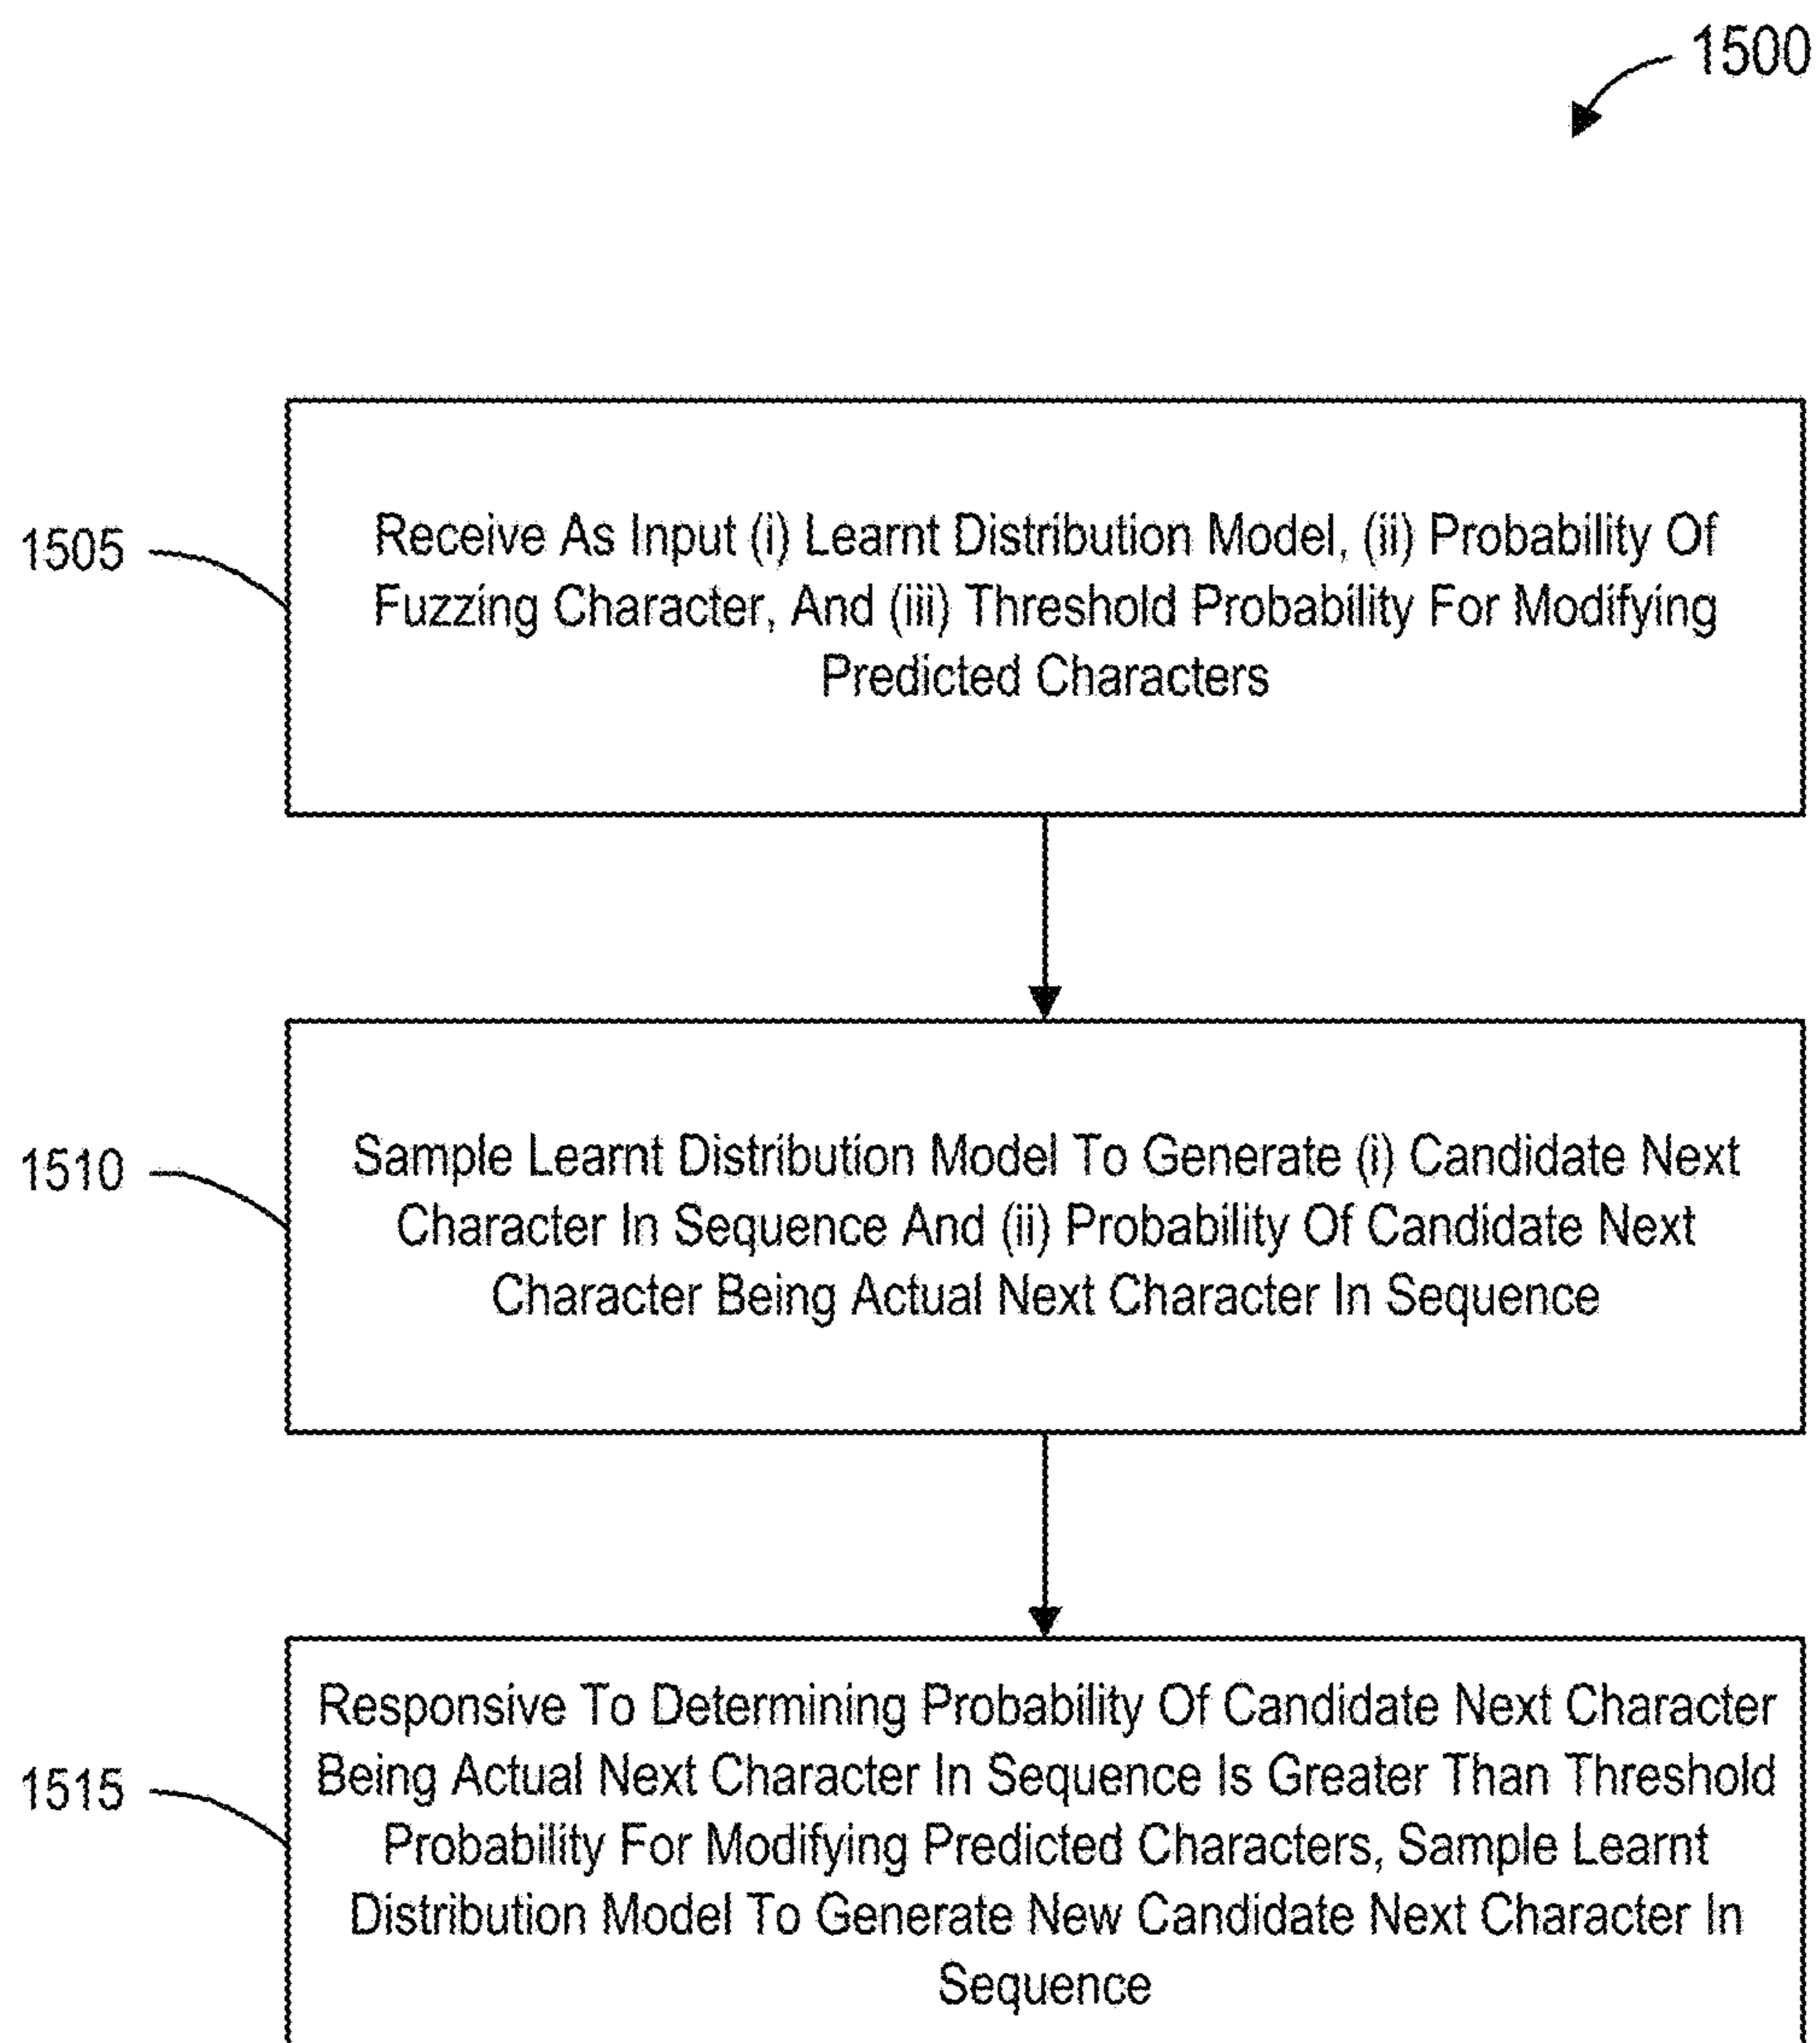 1500
1505
Receive As Input (i) Learnt Distribution Model, (ii) Probability Of
Fuzzing Character, And (iii) Threshold Probability For Modifying
Predicted Characters
1510
Sample Learnt Distribution Model To Generate (i) Candidate Next
Character In Sequence And (ii) Probability Of Candidate Next
Character Being Actual Next Character In Sequence
1515
Responsive To Determining Probability Of Candidate Next Character
Being Actual Next Character In Sequence Is Greater Than Threshold
Probability For Modifying Predicted Characters, Sample Learnt
Distribution Model To Generate New Candidate Next Character In
Sequence